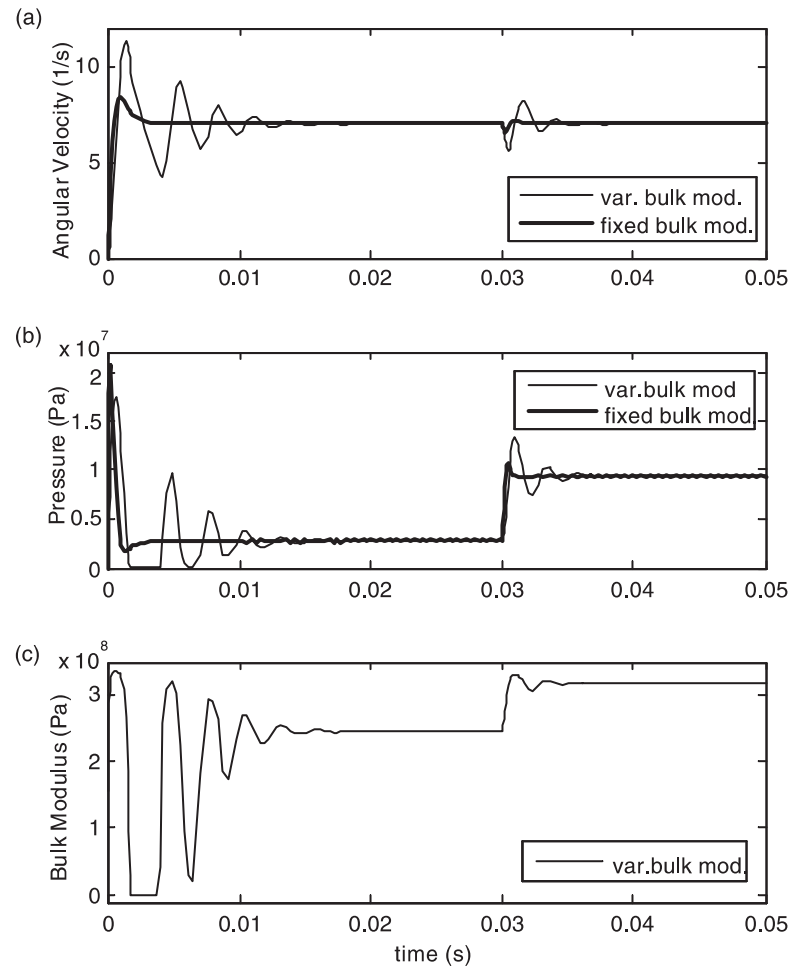 (a)
Angular Velocity (1/s)
10
5
0
var. bulk mod.
fixed bulk mod.
0 0.01 0.02 0.03 0.04 0.05
(b)
x 10^7
Pressure (Pa)
2
1.5
1
0.5
0
var.bulk mod
fixed bulk mod.
0 0.01 0.02 0.03 0.04 0.05
(c)
x 10^8
Bulk Modulus (Pa)
3
2
1
0
var.bulk mod.
0 0.01 0.02 0.03 0.04 0.05
time (s)